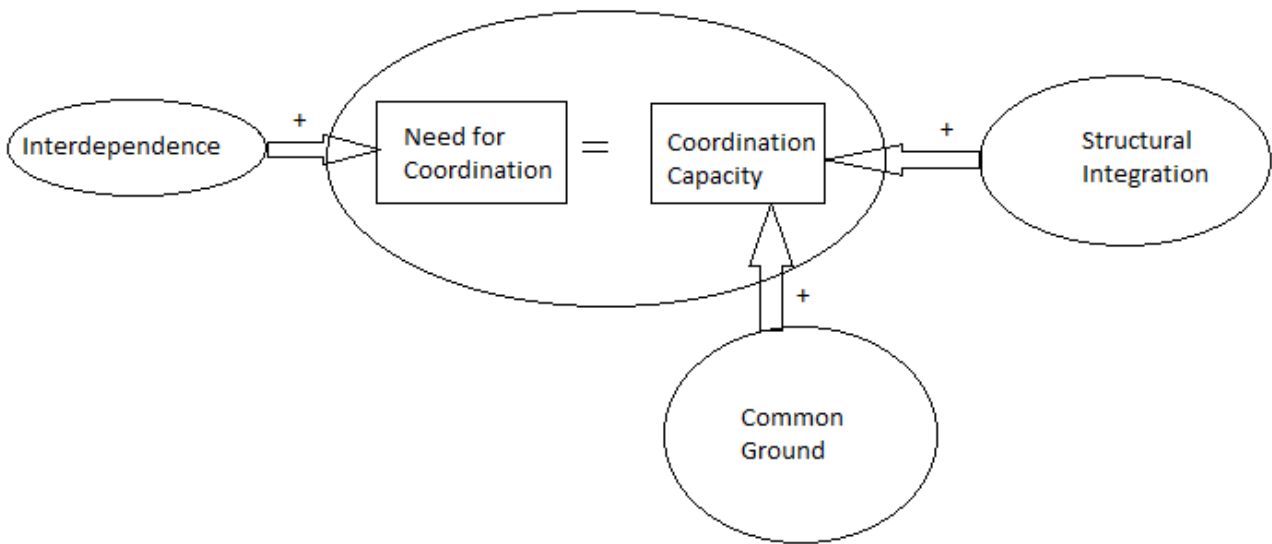 Interdependence
+
Need for
Coordination
=
Coordination
Capacity
+
Structural
Integration
+
Common
Ground